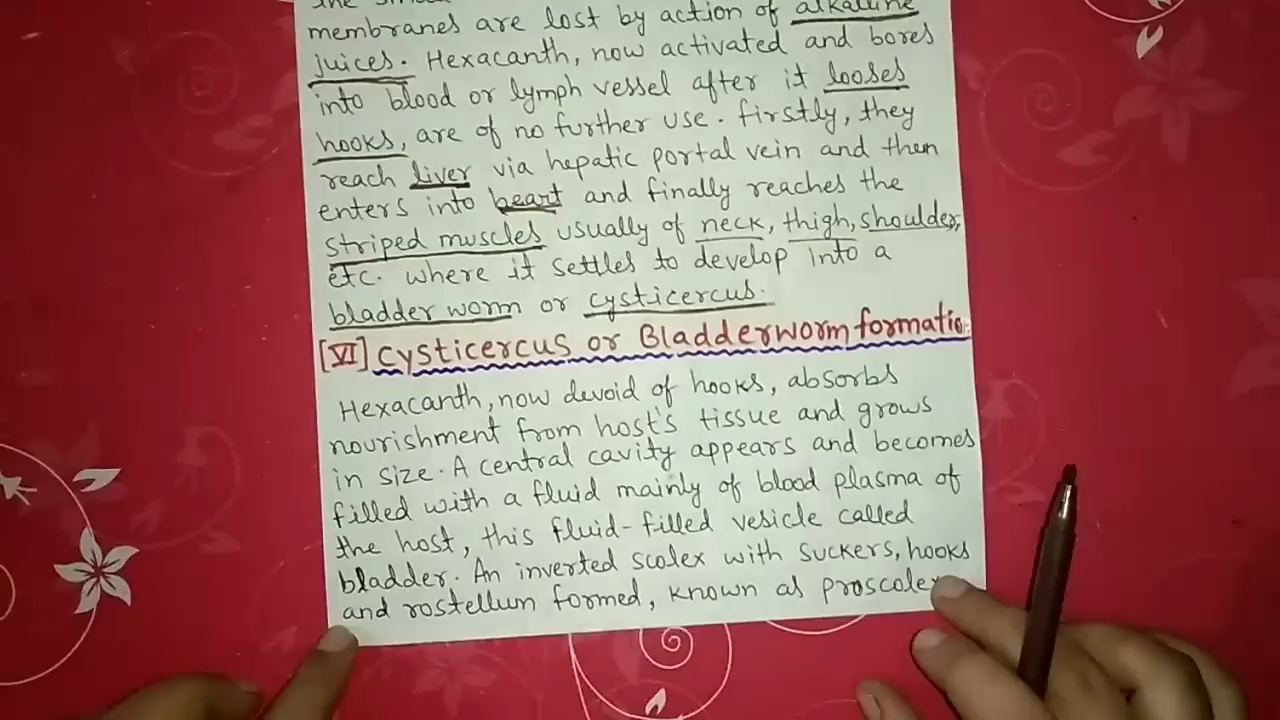 the
membranes are lost by action of alkaline
juices. Hexacanth, now activated and bores
into blood or lymph vessel after it looses
hooks, are of no further use. firstly, they
reach liver via hepatic portal vein and then
enters into heart and finally reaches the
striped muscles usually of neck, thigh, shoulder,
etc. where it settles to develop into a
bladder worm or cysticercus.
[VI] Cysticercus or Bladderworm formatio
Hexacanth, now devoid of hooks, absorbs
nourishment from host's tissue and grows
in size. A central cavity appears and becomes
filled with a fluid mainly of blood plasma of
the host, this fluid-filled vesicle called
bladder. An inverted scolex with suckers, hooks
and rostellum formed, known as proscolex